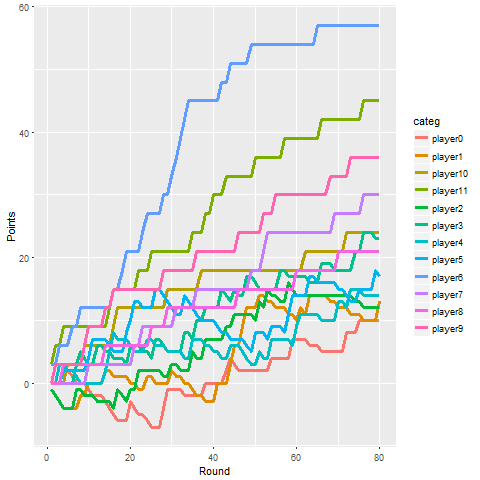 60
40
20
0
Points
0
20
40
60
80
Round
categ
player0
player1
player10
player11
player2
player3
player4
player5
player6
player7
player8
player9